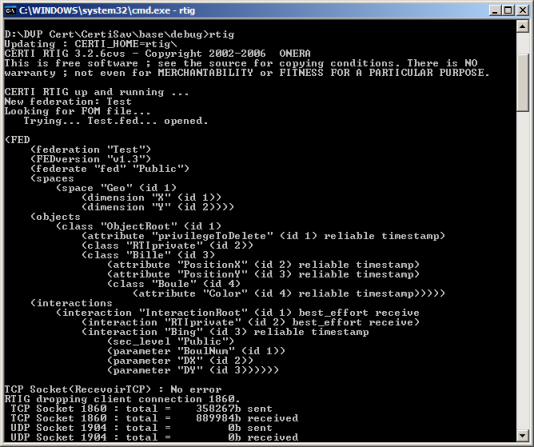 C:\WINDOWS\system32\cmd.exe - rtig
D:\DVP Cert\CertiSav\base\debug>rtig
Updating : CERTI_HOME=rtig\
CERTI RTIG 3.2.6cvs - Copyright 2002-2006  ONERA
This is free software ; see the source for copying conditions. There is NO
warranty ; not even for MERCHANTABILITY or FITNESS FOR A PARTICULAR PURPOSE.
CERTI RTIG up and running ...
New federation: Test
Looking for FOM file...
   Trying... Test.fed... opened.
(FED
    (federation "Test")
    (FEDversion "v1.3")
    (federate "fed" "Public")
    (spaces
        (space "Geo" (id 1)
            (dimension "X" (id 1))
            (dimension "Y" (id 2))))
    (objects
        (class "ObjectRoot" (id 1)
            (attribute "privilegeToDelete" (id 1) reliable timestamp)
            (class "RTIprivate" (id 2))
            (class "Bille" (id 3)
                (attribute "PositionX" (id 2) reliable timestamp)
                (attribute "PositionY" (id 3) reliable timestamp)
                (class "Boule" (id 4)
                    (attribute "Color" (id 4) reliable timestamp)))))
    (interactions
        (interaction "InteractionRoot" (id 1) best_effort receive
            (interaction "RTIprivate" (id 2) best_effort receive)
            (interaction "Bing" (id 3) reliable timestamp
                (sec_level "Public")
                (parameter "BoulNum" (id 1))
                (parameter "DX" (id 2))
                (parameter "DY" (id 3))))))
TCP Socket(RecevoirTCP) : No error
RTIG dropping client connection 1860.
 TCP Socket 1860 : total =    358267b sent
 TCP Socket 1860 : total =    889984b received
 UDP Socket 1904 : total =         0b sent
 UDP Socket 1904 : total =         0b received